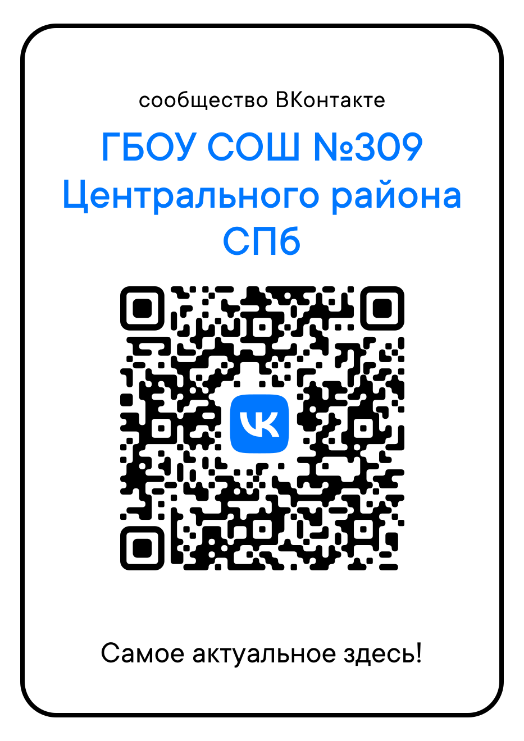 сообщество ВКонтакте
ГБОУ СОШ №309
Центрального района
СПб
Самое актуальное здесь!